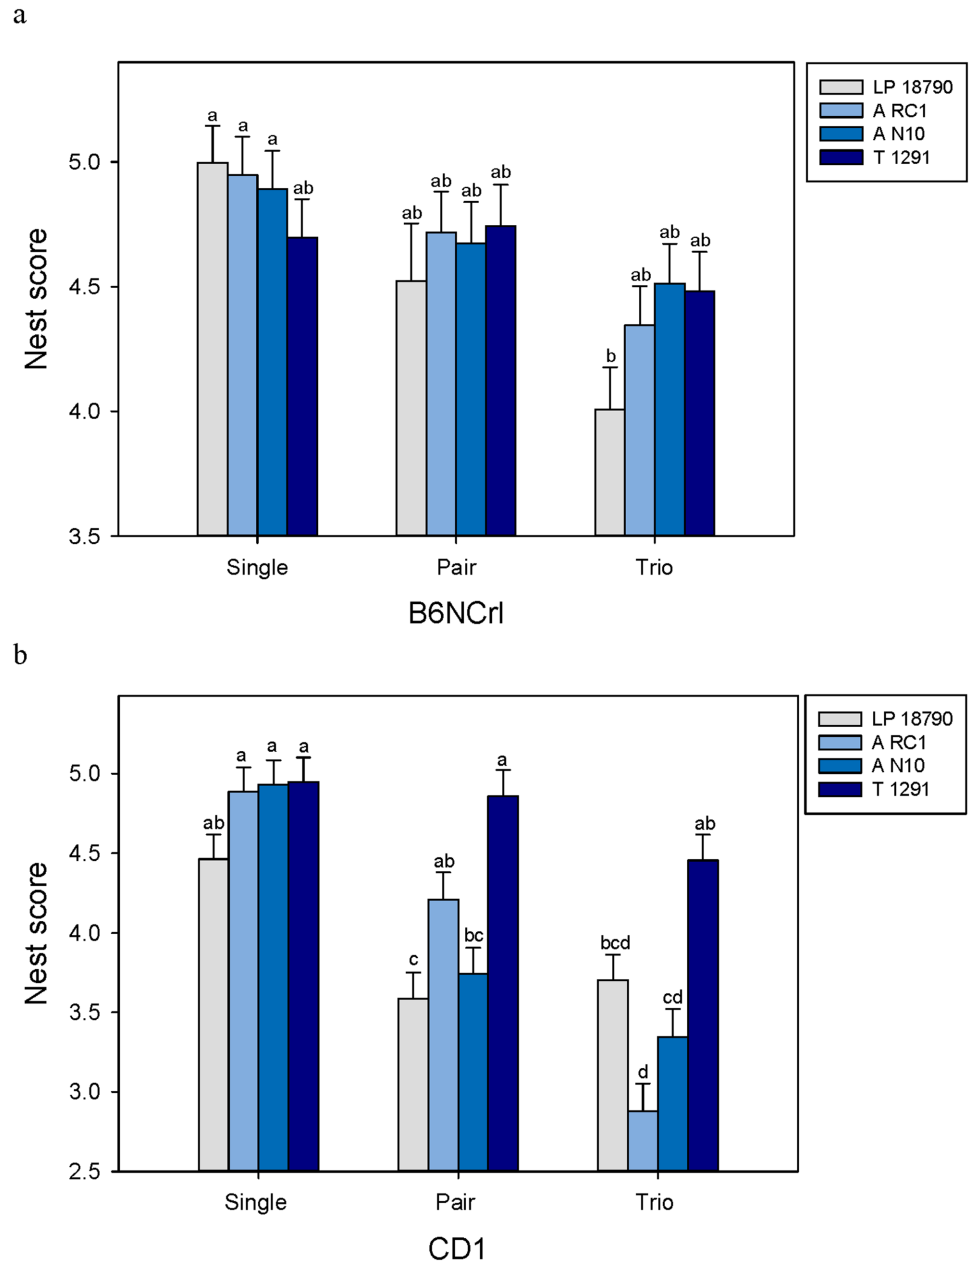 a
LP 18790
A RC1
A N10
T 1291
a
a
a
ab
ab
ab
ab
ab
b
ab
ab
ab
5.0
4.5
4.0
3.5
Nest score
Single Pair Trio
B6NCrl
b
LP 18790
A RC1
A N10
T 1291
ab
a
a
a
c
ab
bc
a
bcd
d
cd
ab
5.0
4.5
4.0
3.5
3.0
2.5
Nest score
Single Pair Trio
CD1